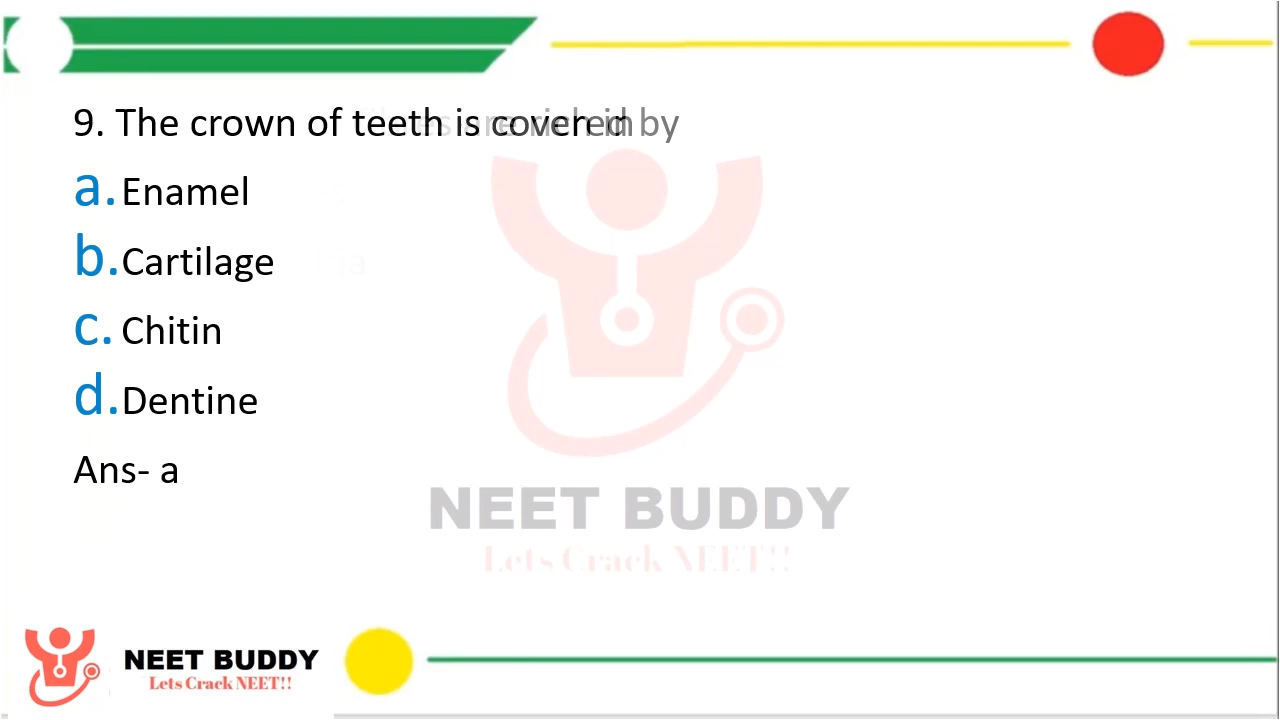 9. The crown of teeth is covered by
a. Enamel
b. Cartilage
c. Chitin
d. Dentine
Ans- a
NEET BUDDY
Lets Crack NEET!!
NEET BUDDY
Lets Crack NEET!!